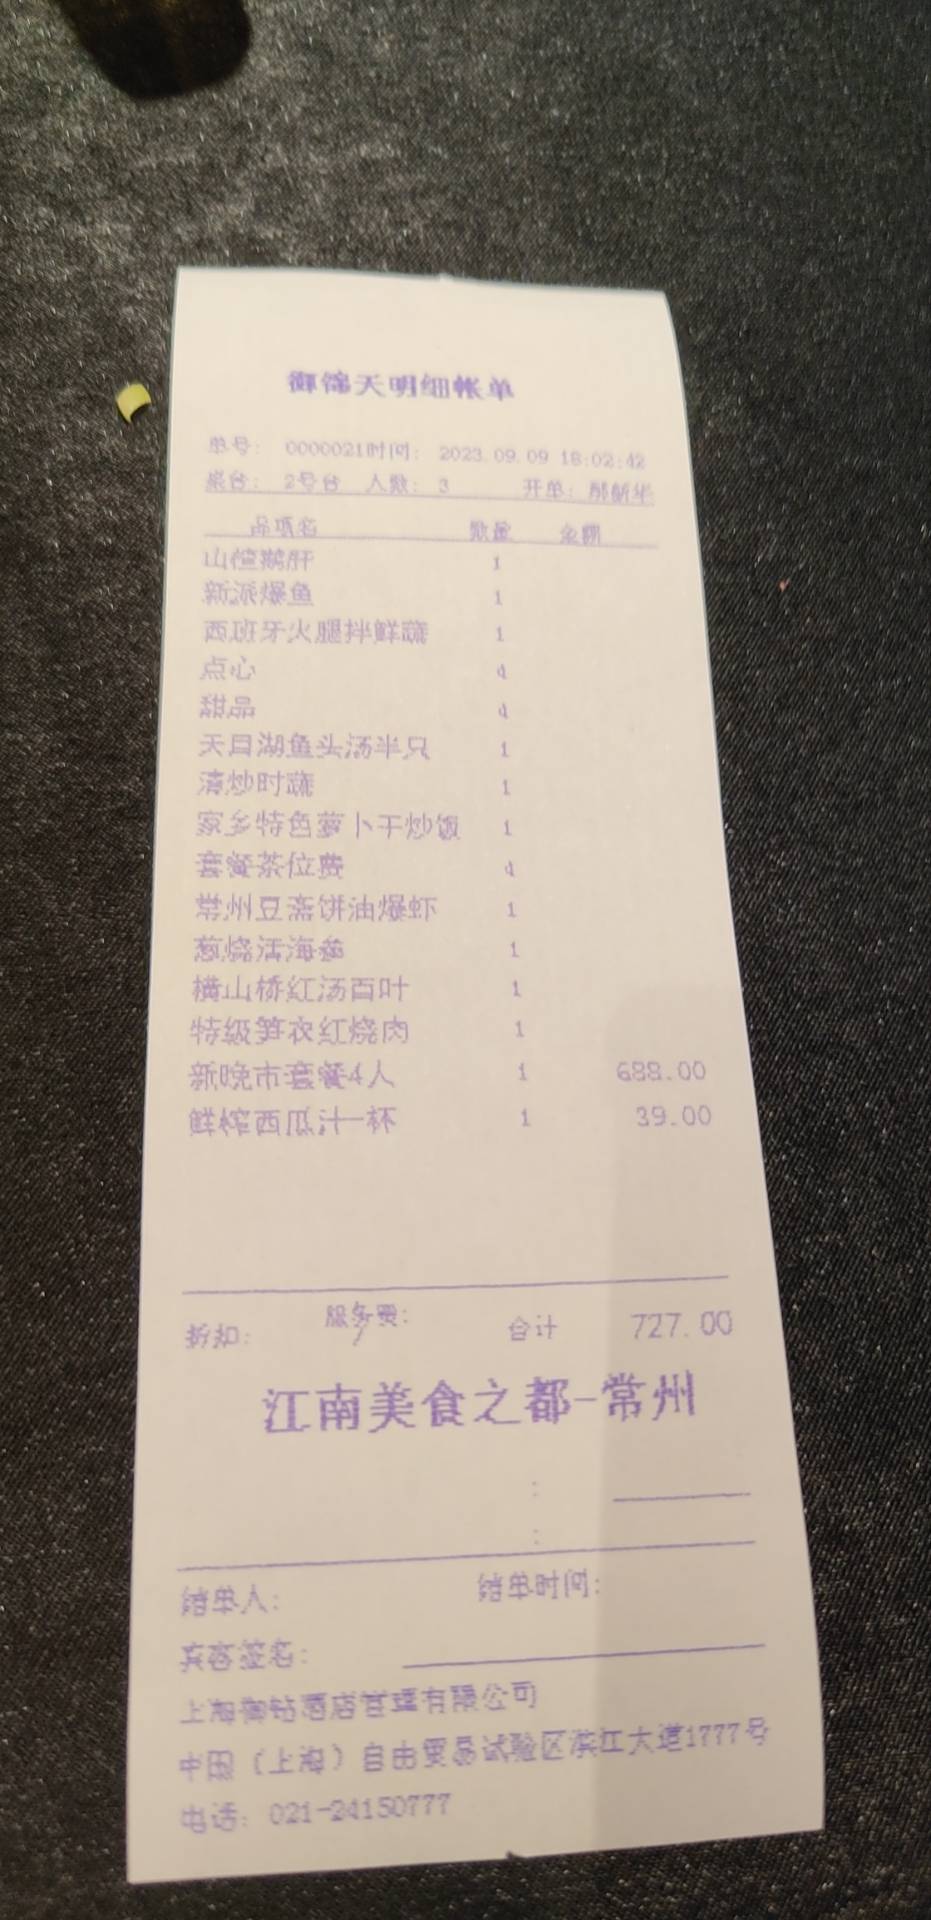 御锦天明细帐单
单号： 0000021时间： 2023.09.09 18:02:42
桌台： 2号台 人数： 3 开单：
品项名 数量 金额
山楂鹅肝 1
新派爆鱼 1
西班牙火腿拌鲜蔬 1
点心 4
甜品 4
天目湖鱼头汤半只 1
清炒时蔬 1
家乡特色萝卜干炒饭 1
套餐茶位费 4
常州豆斋饼油爆虾 1
葱烧活海参 1
横山桥红汤百叶 1
特级笋衣红烧肉 1
新晚市套餐4人 1 688.00
鲜榨西瓜汁一杯 1 39.00
折扣： 服务费： 合计 727.00
/
江南美食之都-常州
:
:
结单人： 结单时间：
宾客签名：
上海御钻酒店管理有限公司
中国（上海）自由贸易试验区滨江大道1777号
电话：021-24150777